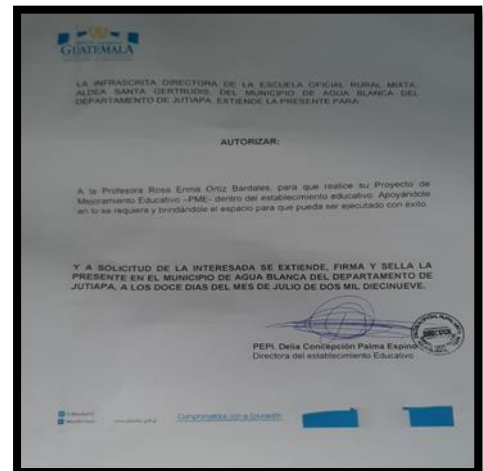 GUATEMALA
LA INFRASCRITA DIRECTORA DE LA ESCUELA OFICIAL RURAL MIXTA,
ALDEA SANTA GERTRUDIS, DEL MUNICIPIO DE AGUA BLANCA DEL
DEPARTAMENTO DE JUTIAPA, EXTIENDE LA PRESENTE PARA
AUTORIZAR:
A la Profesora Rosa Enma Ortiz Bardales, para que realice su Proyecto de
Mejoramiento Educativo –PME- dentro del establecimiento educativo. Apoyándole
en lo se requiera y brindándole el espacio para que pueda ser ejecutado con éxito.
Y A SOLICITUD DE LA INTERESADA SE EXTIENDE, FIRMA Y SELLA LA
PRESENTE EN EL MUNICIPIO DE AGUA BLANCA DEL DEPARTAMENTO DE
JUTIAPA, A LOS DOCE DIAS DEL MES DE JULIO DE DOS MIL DIECINUEVE.
PEPI. Delia Concepción Palma Espino
Directora del establecimiento Educativo
DIRECCION
Comprometidos con la Educación